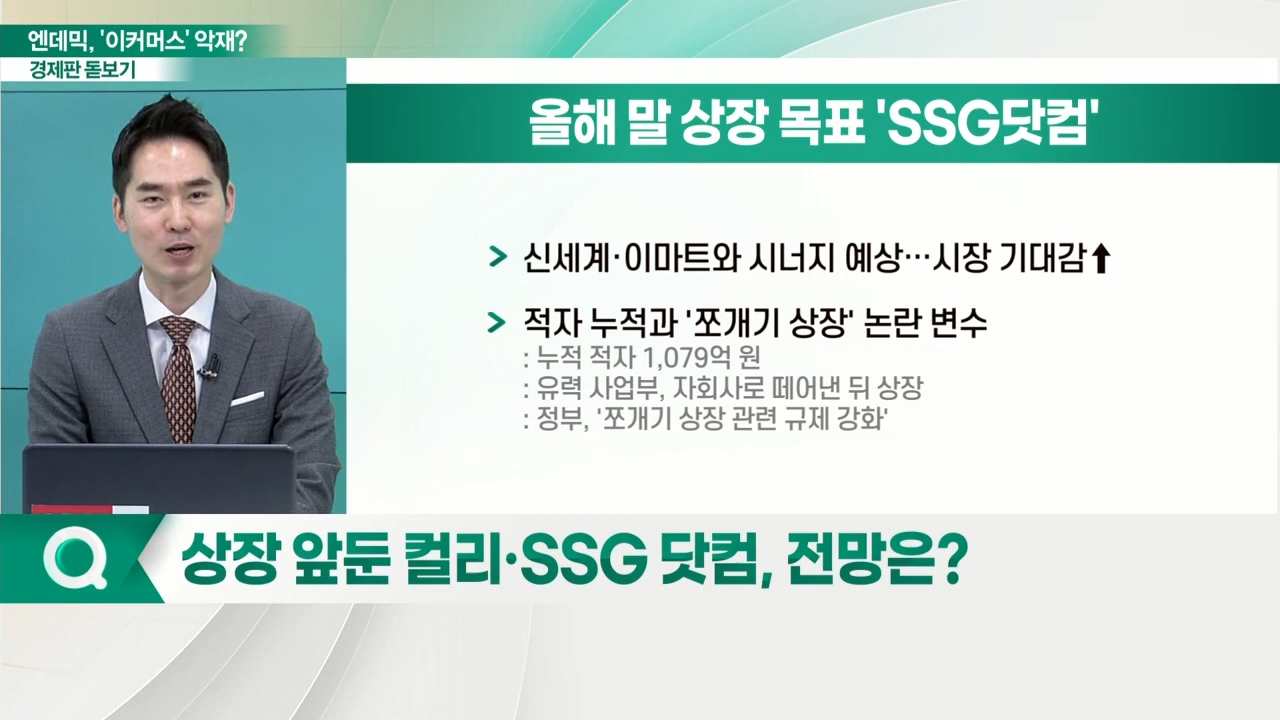 엔데믹, '이커머스' 악재?
경제판 돋보기
올해 말 상장 목표 'SSG닷컴'
> 신세계·이마트와 시너지 예상…시장 기대감⬆
> 적자 누적과 '쪼개기 상장' 논란 변수
: 누적 적자 1,079억 원
: 유력 사업부, 자회사로 떼어낸 뒤 상장
: 정부, '쪼개기 상장 관련 규제 강화'
Q 상장 앞둔 컬리·SSG 닷컴, 전망은?